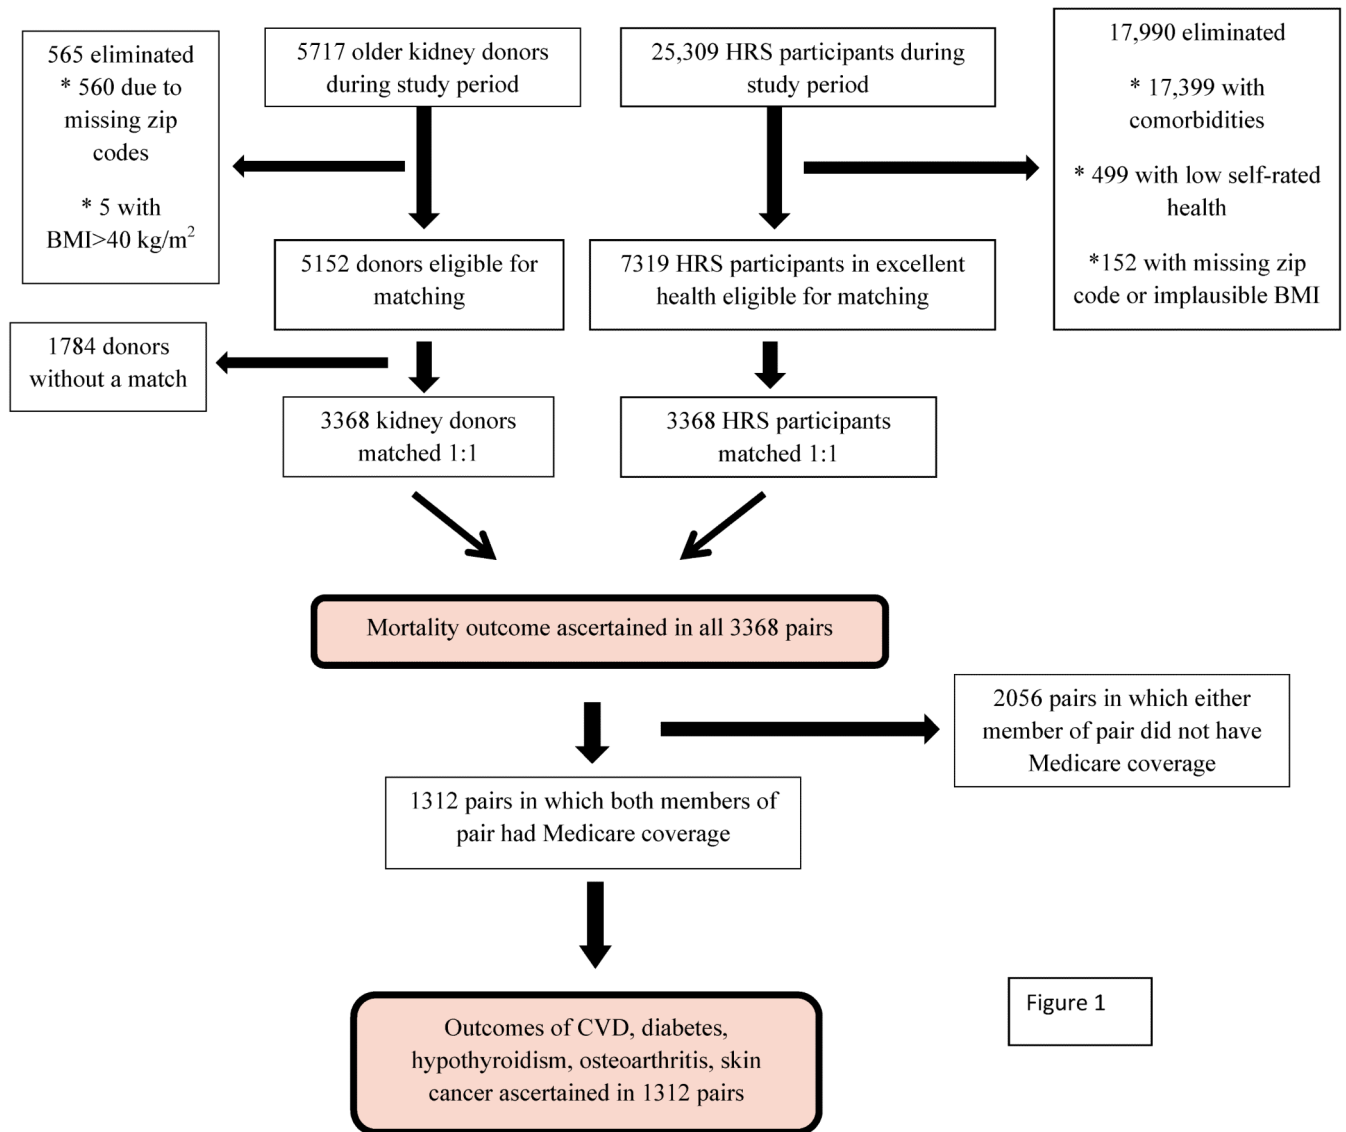 565 eliminated
* 560 due to
missing zip
codes
* 5 with
BMI>40 kg/m²
5717 older kidney donors
during study period
25,309 HRS participants during
study period
17,990 eliminated
* 17,399 with
comorbidities
* 499 with low self-rated
health
*152 with missing zip
code or implausible BMI
5152 donors eligible for
matching
7319 HRS participants in excellent
health eligible for matching
1784 donors
without a match
3368 kidney donors
matched 1:1
3368 HRS participants
matched 1:1
Mortality outcome ascertained in all 3368 pairs
2056 pairs in which either
member of pair did not have
Medicare coverage
1312 pairs in which both members of
pair had Medicare coverage
Outcomes of CVD, diabetes,
hypothyroidism, osteoarthritis, skin
cancer ascertained in 1312 pairs
Figure 1